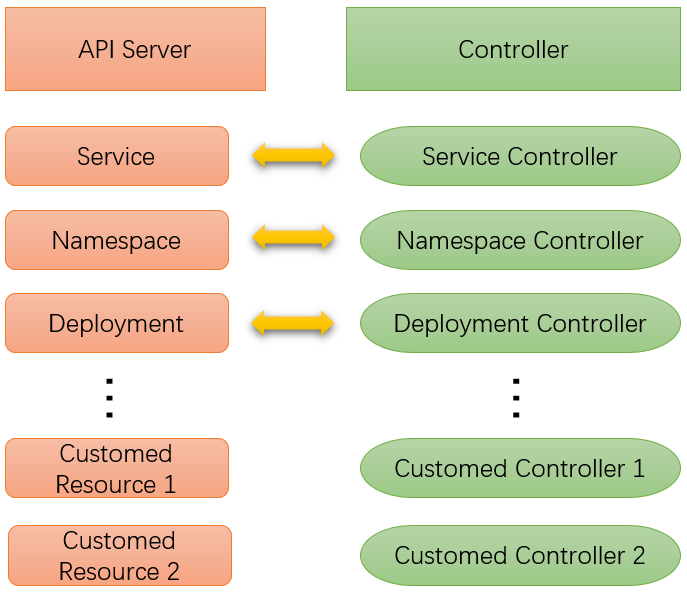 API Server
Controller
Service
Service Controller
Namespace
Namespace Controller
Deployment
Deployment Controller
Customed
Resource 1
Customed Controller 1
Customed
Resource 2
Customed Controller 2